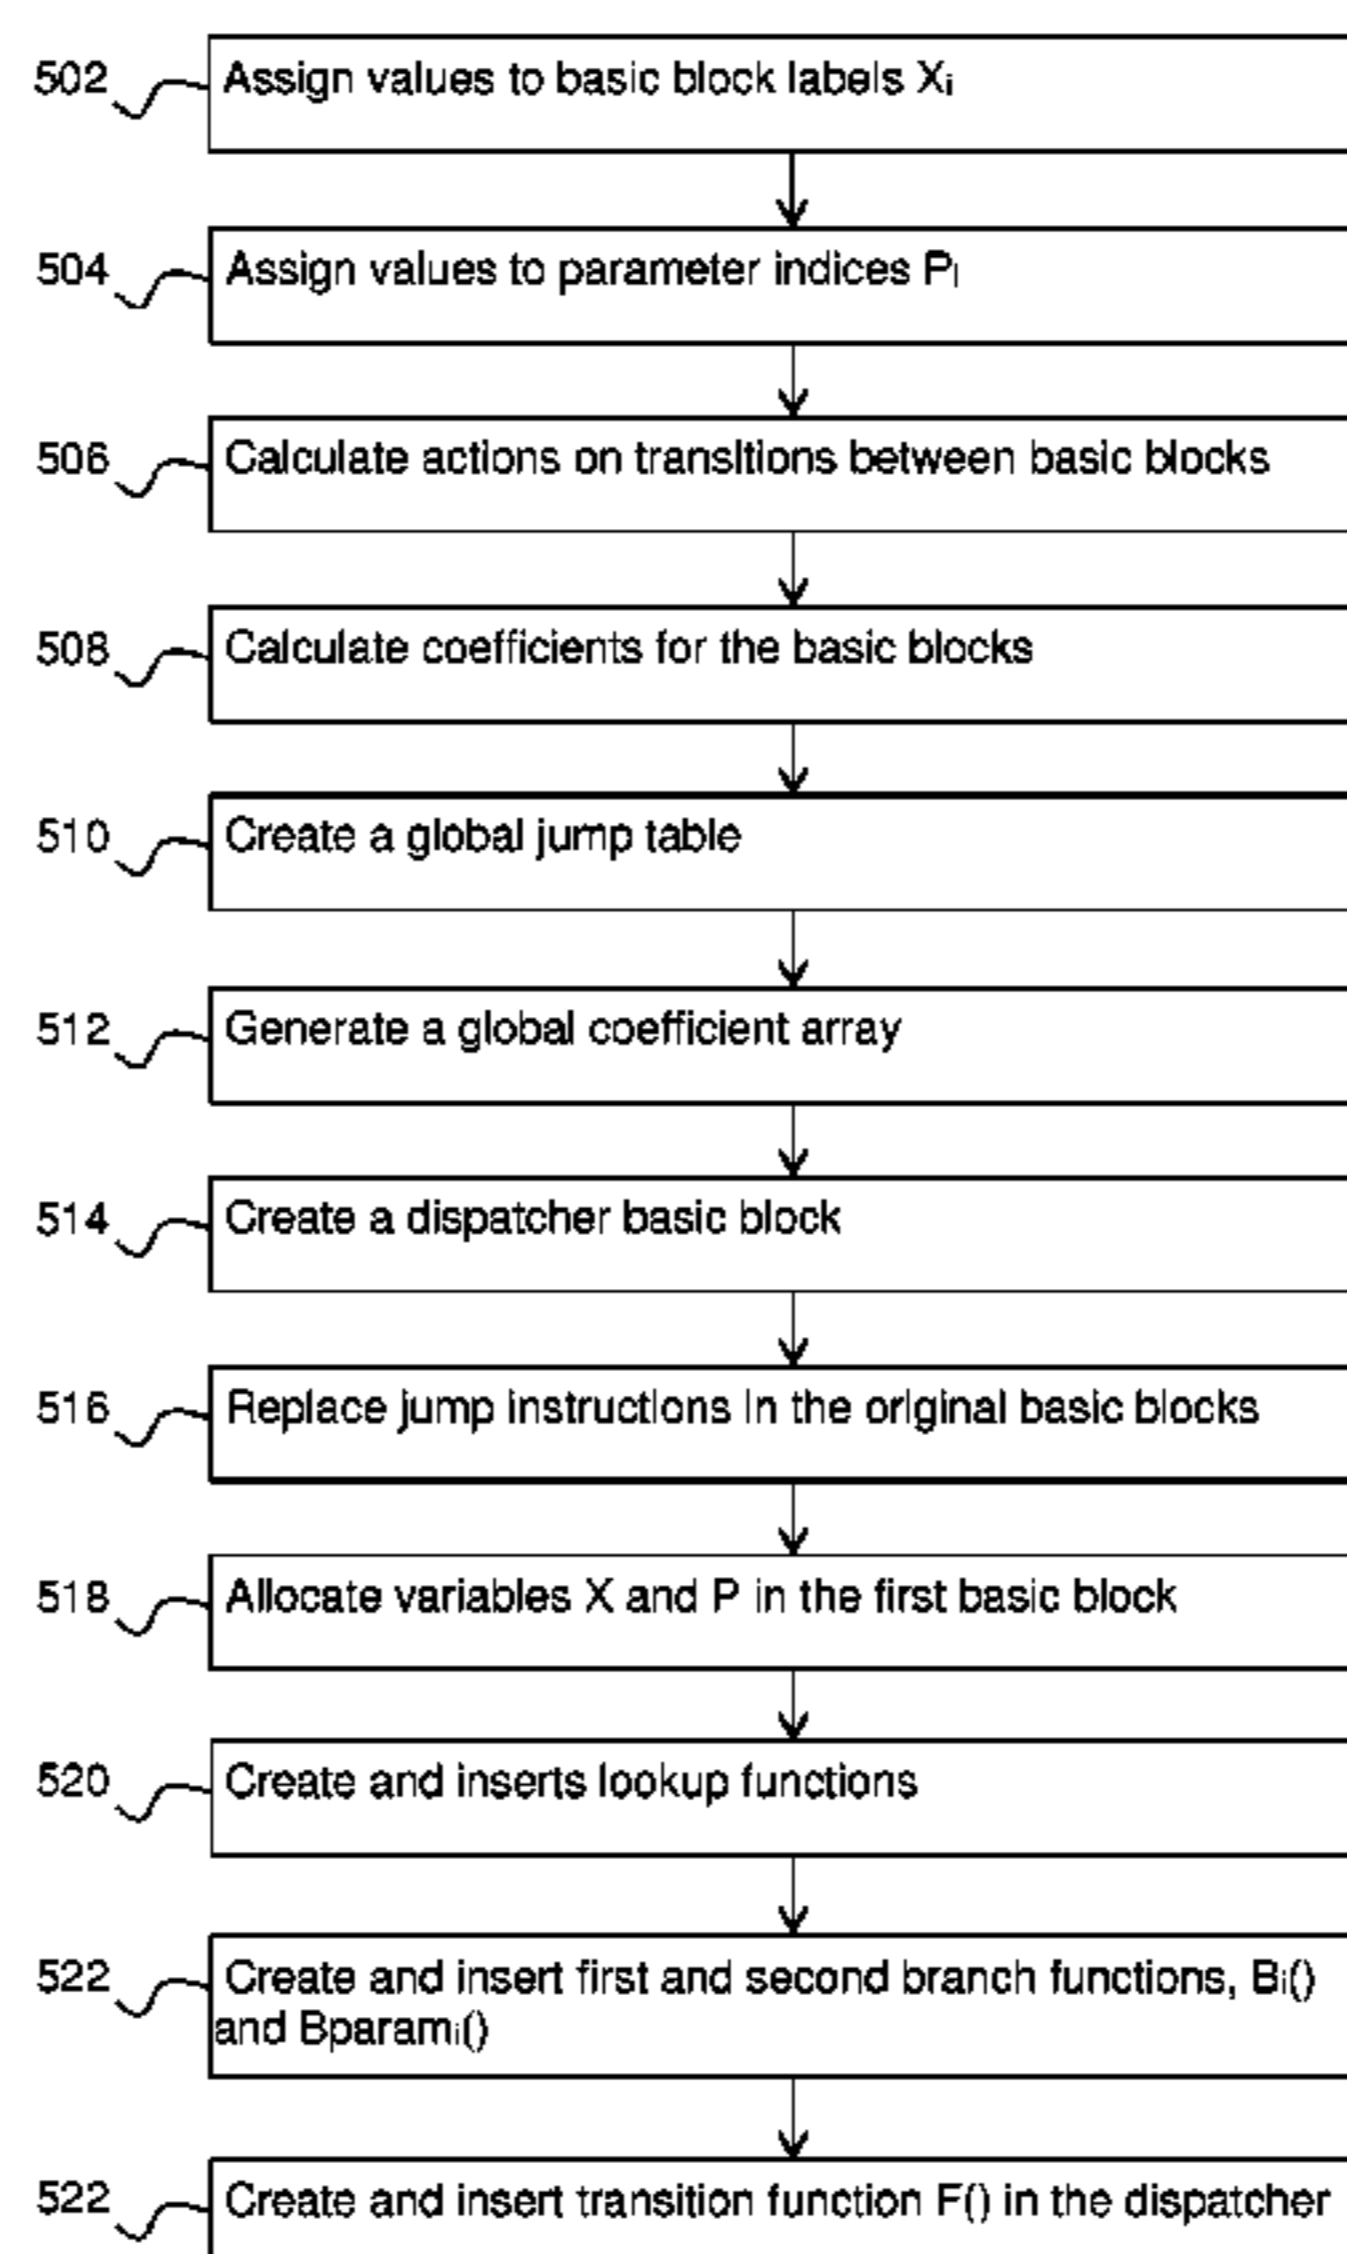 502 Assign values to basic block labels Xi
504 Assign values to parameter indices Pi
506 Calculate actions on transitions between basic blocks
508 Calculate coefficients for the basic blocks
510 Create a global jump table
512 Generate a global coefficient array
514 Create a dispatcher basic block
516 Replace jump instructions in the original basic blocks
518 Allocate variables X and P in the first basic block
520 Create and inserts lookup functions
522 Create and insert first and second branch functions, Bi()
and Bparami()
522 Create and insert transition function F() in the dispatcher